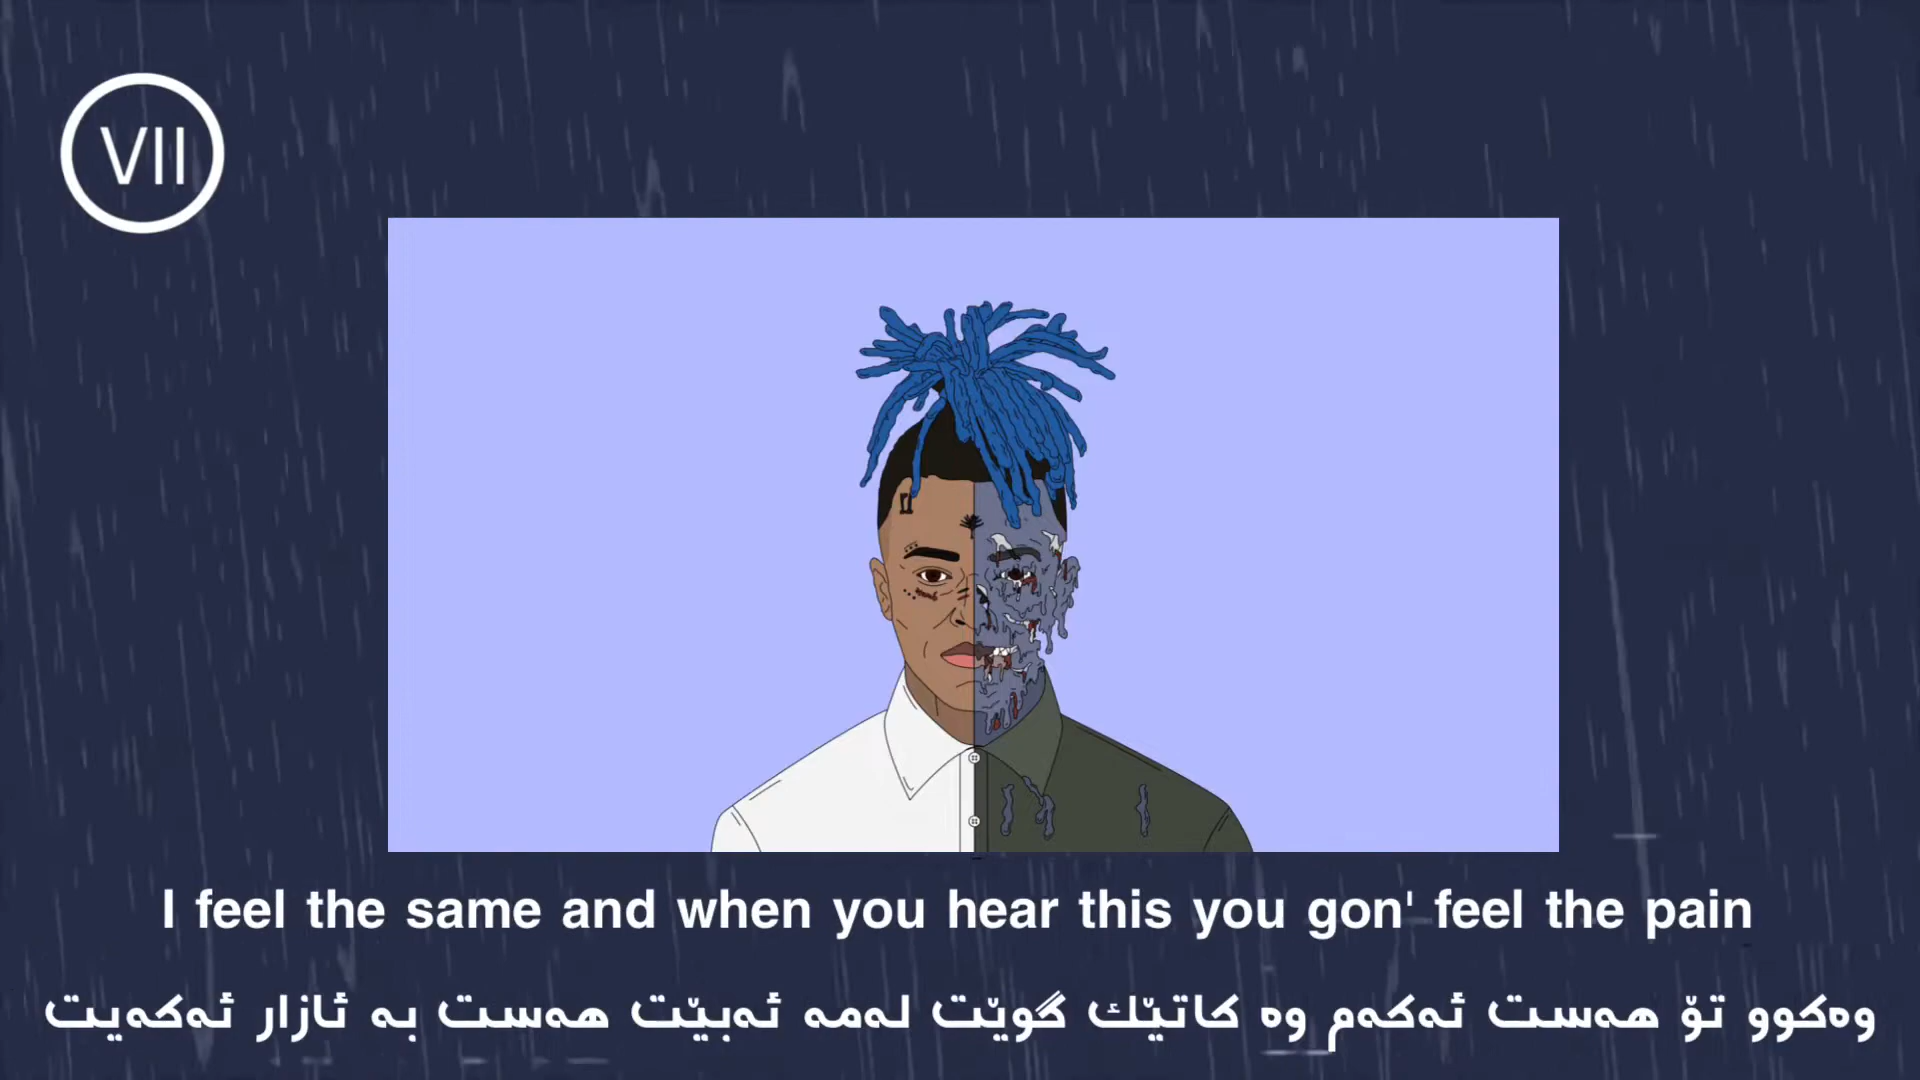 VII
I feel the same and when you hear this you gon' feel the pain
وەکوو تۆ هەست ئەکەم وە کاتێك گوێت لەمە ئەبێت هەست بە ئازار ئەکەیت